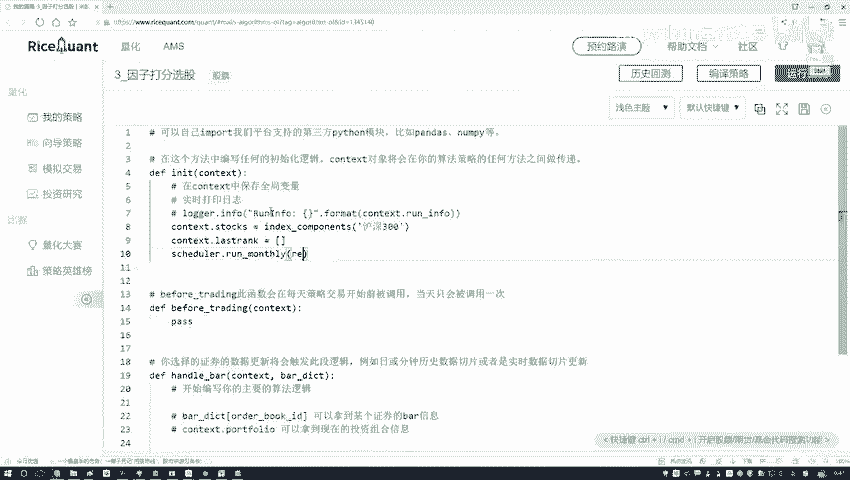 https://www.ricequant.com/quant/
RiceQuant
量化
AMS
预约路演
帮助文档
社区
3_因子打分选股
股票
历史回测
编译策略
量化
我的策略
向导策略
模拟交易
投资研究
比赛
量化大赛
策略英雄榜
浅色主题
默认快捷键
1 # 可以自己import我们平台支持的第三方python模块，比如pandas、numpy等。
2
3 # 在这个方法中编写任何的初始化逻辑。context对象将会在你的算法策略的任何方法之间做传递。
4 def init(context):
5 # 在context中保存全局变量
6 # 实时打印日志
7 # logger.info("RunInfo: {}".format(context.run_info))
8 context.stocks = index_components('沪深300')
9 context.lastrank = []
10 scheduler.run_monthly(re)
11
12
13 # before_trading此函数会在每天策略交易开始前被调用，当天只会被调用一次
14 def before_trading(context):
15 pass
16
17
18 # 你选择的证券的数据更新将会触发此段逻辑，例如日或分钟历史数据切片或者是实时数据切片更新
19 def handle_bar(context, bar_dict):
20 # 开始编写你的主要的算法逻辑
21
22 # bar_dict[order_book_id] 可以拿到某个证券的bar信息
23 # context.portfolio 可以拿到现在的投资组合信息
24